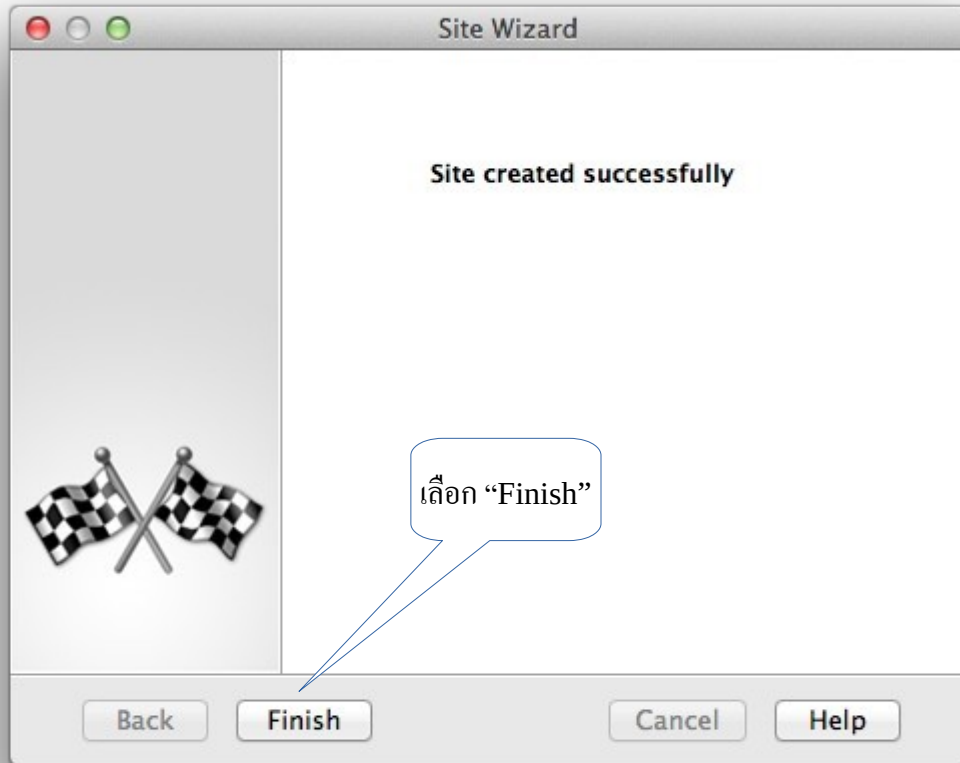 Site Wizard
Site created successfully
เลือก “Finish”
Back Finish Cancel Help